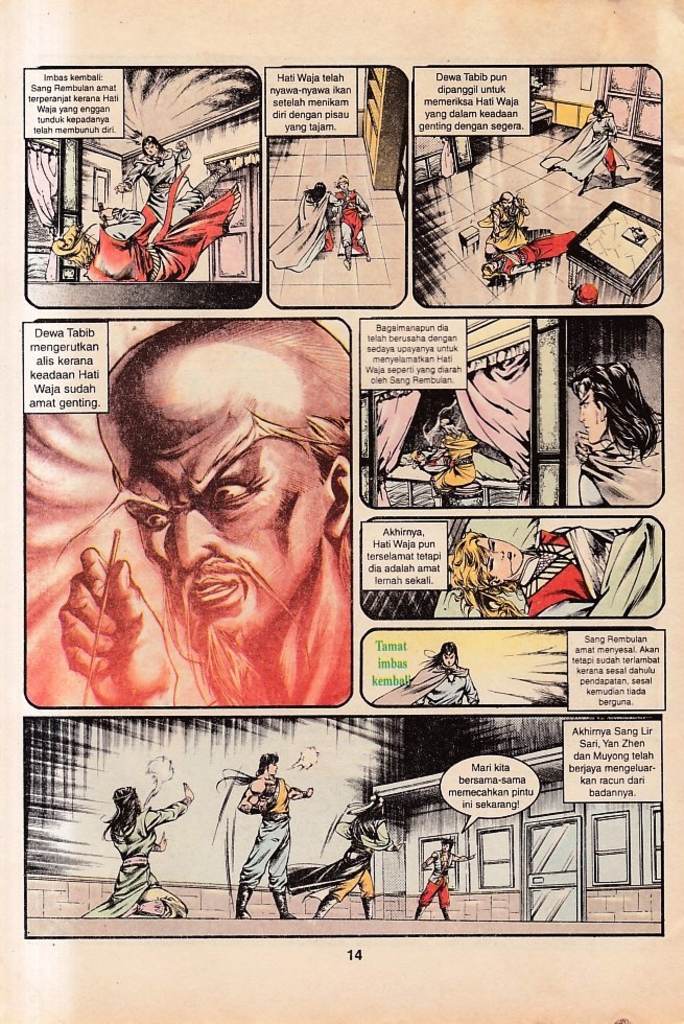 Imbas kembali:
Sang Rembulan amat
terperanjat kerana Hati
Waja yang enggan
tunduk kepadanya
telah membunuh diri.
Hati Waja telah
nyawa-nyawa ikan
setelah menikam
diri dengan pisau
yang tajam.
Dewa Tabib pun
dipanggil untuk
memeriksa Hati Waja
yang dalam keadaan
genting dengan segera.
Dewa Tabib
mengerutkan
alis kerana
keadaan Hati
Waja sudah
amat genting.
Bagaimanapun dia
telah berusaha dengan
sedaya upayanya untuk
menyelamatkan Hati
Waja seperti yang diarah
oleh Sang Rembulan.
Akhirnya,
Hati Waja pun
terselamat tetapi
dia adalah amat
lemah sekali.
Tamat
imbas
kembali
Sang Rembulan
amat menyesal. Akan
tetapi sudah terlambat
kerana sesal dahulu
pendapatan, sesal
kemudian tiada
berguna.
Akhirnya Sang Lir
Sari, Yan Zhen
dan Muyong telah
berjaya mengeluar-
kan racun dari
badannya.
Mari kita
bersama-sama
memecahkan pintu
ini sekarang!
14